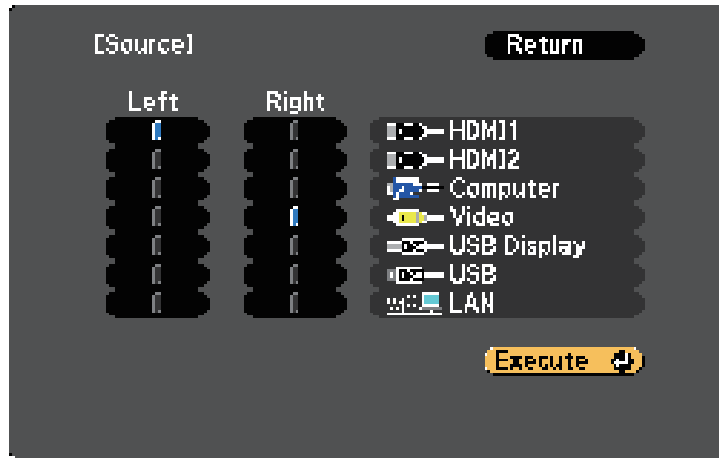 [Source]
Return
Left Right
HDMI1
HDMI2
Computer
Video
USB Display
USB
LAN
Execute